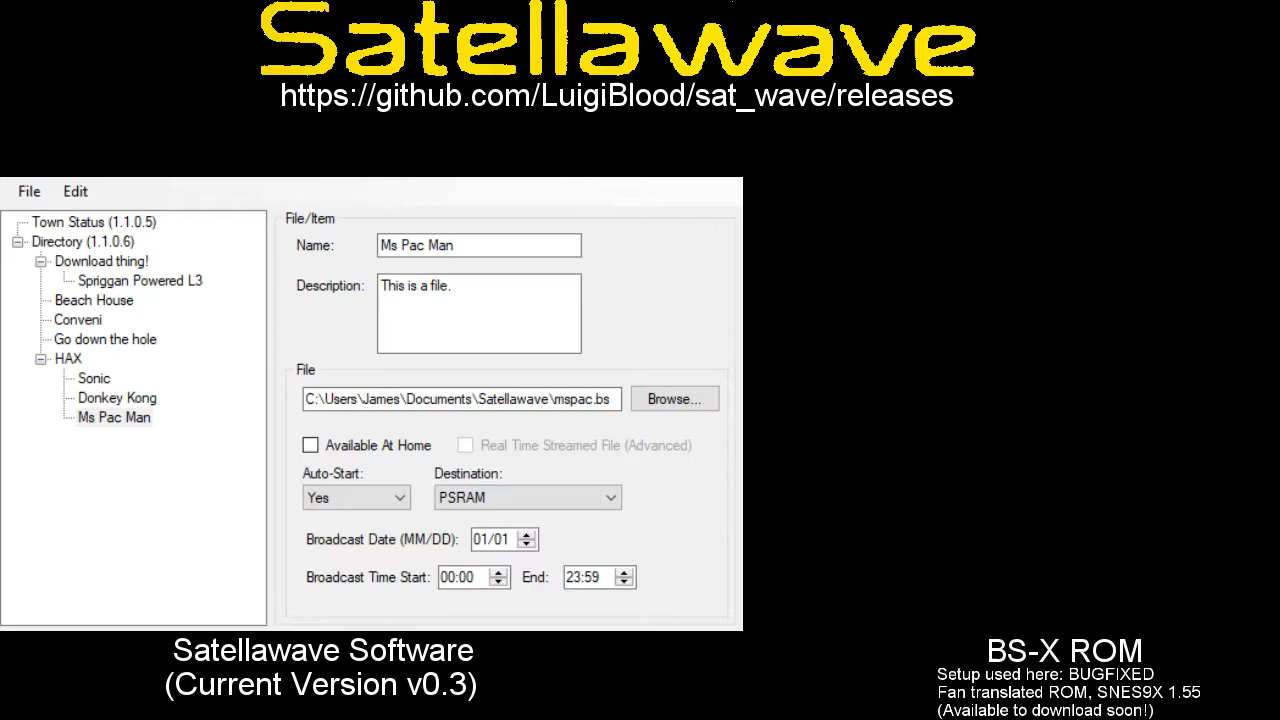 Satellawave
https://github.com/LuigiBlood/sat_wave/releases
File Edit
Town Status (1.1.0.5)
Directory (1.1.0.6)
Download thing!
Spriggan Powered L3
Beach House
Conveni
Go down the hole
HAX
Sonic
Donkey Kong
Ms Pac Man
File/Item
Name: Ms Pac Man
Description: This is a file.
File
C:\Users\James\Documents\Satellawave\mspac.bs Browse...
Available At Home Real Time Streamed File (Advanced)
Auto-Start: Destination:
Yes PSRAM
Broadcast Date (MM/DD): 01/01
Broadcast Time Start: 00:00 End: 23:59
Satellawave Software
(Current Version v0.3)
BS-X ROM
Setup used here: BUGFIXED
Fan translated ROM, SNES9X 1.55
(Available to download soon!)